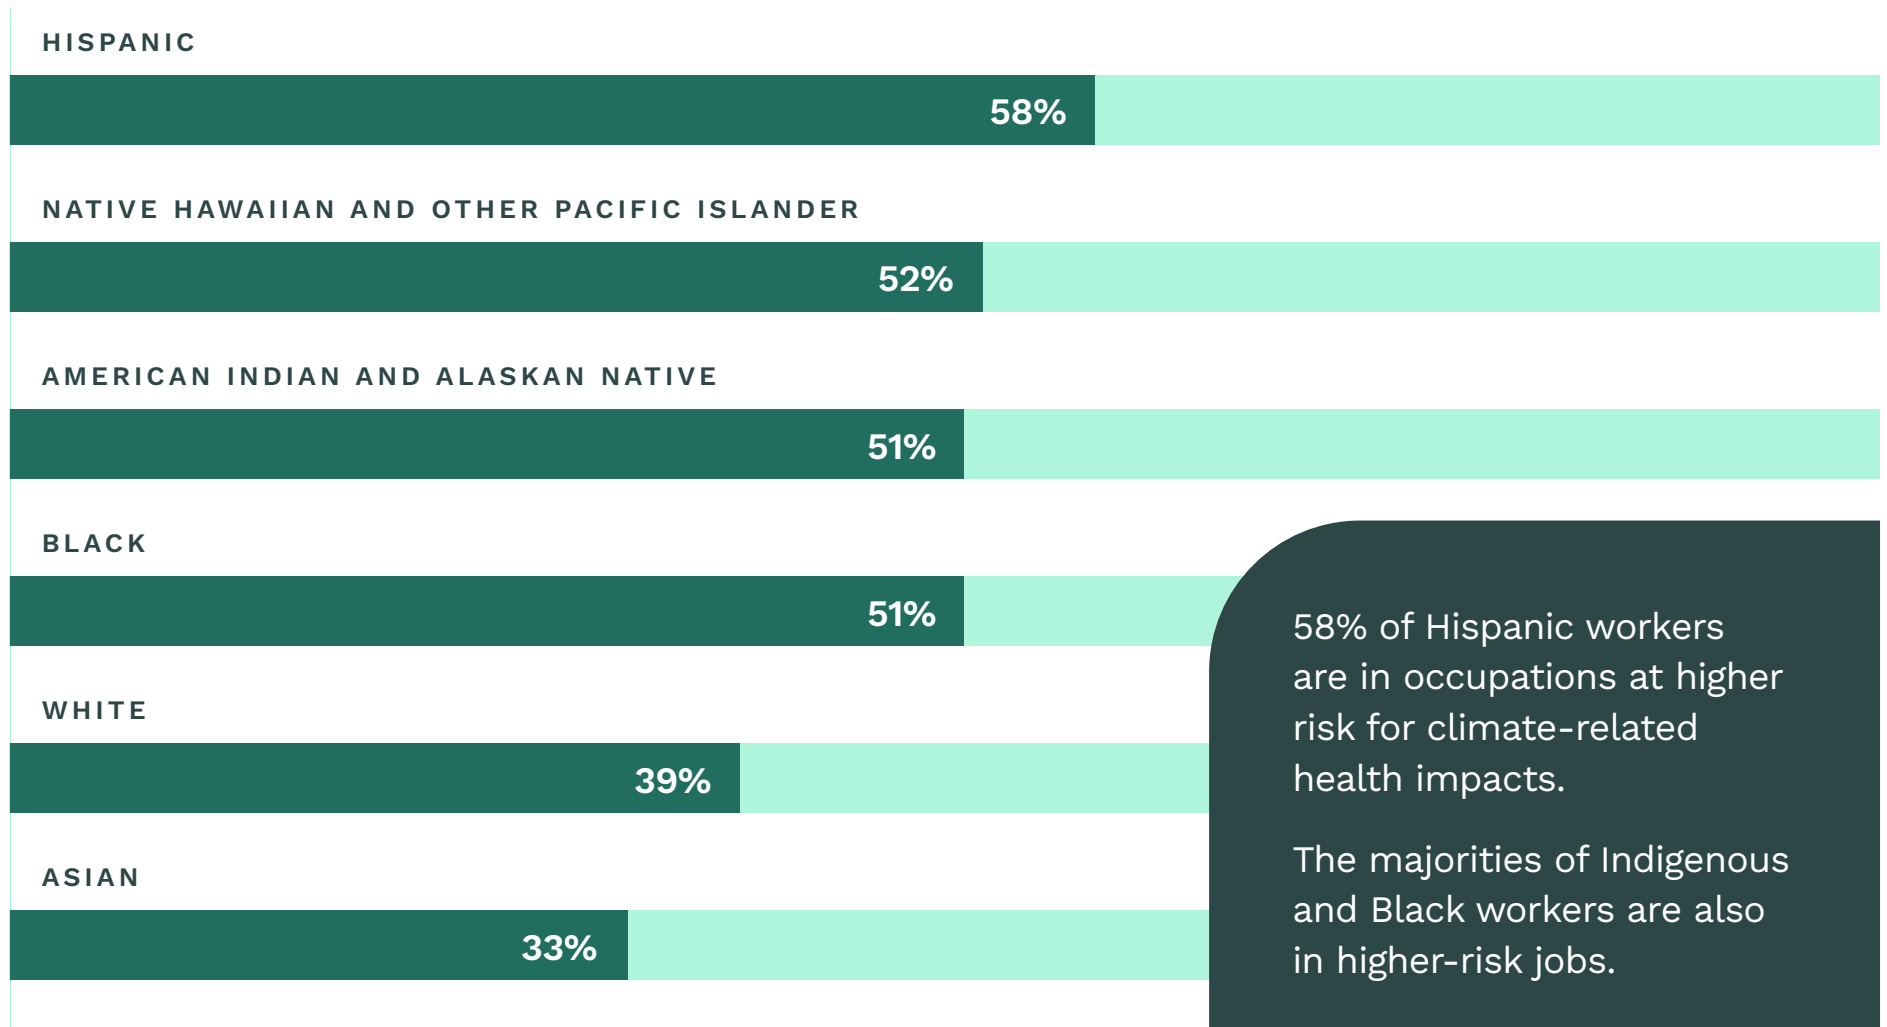 HISPANIC
58%
NATIVE HAWAIIAN AND OTHER PACIFIC ISLANDER
52%
AMERICAN INDIAN AND ALASKAN NATIVE
51%
BLACK
51%
WHITE
39%
ASIAN
33%
58% of Hispanic workers
are in occupations at higher
risk for climate-related
health impacts.
The majorities of Indigenous
and Black workers are also
in higher-risk jobs.